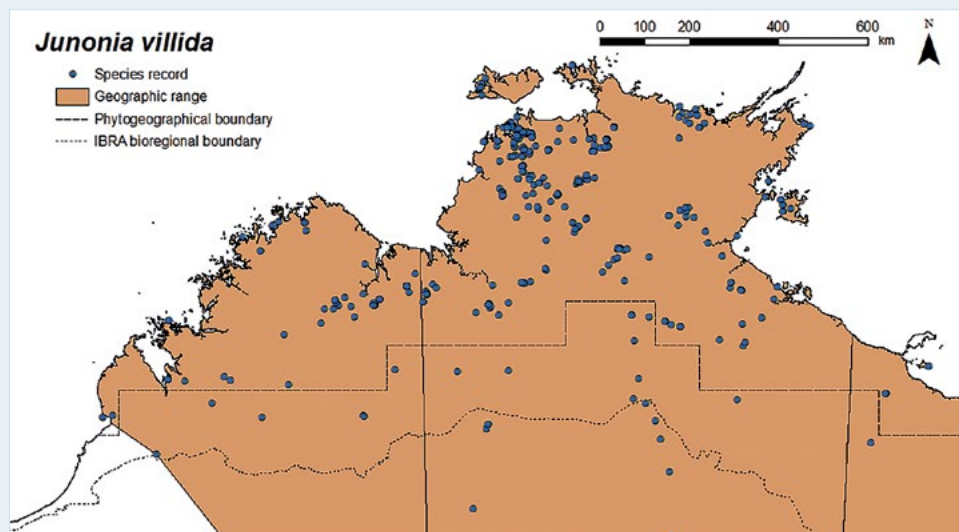 Junonia villida
Species record
Geographic range
Phytogeographical boundary
IBRA bioregional boundary
0 100 200 400 600
km
N